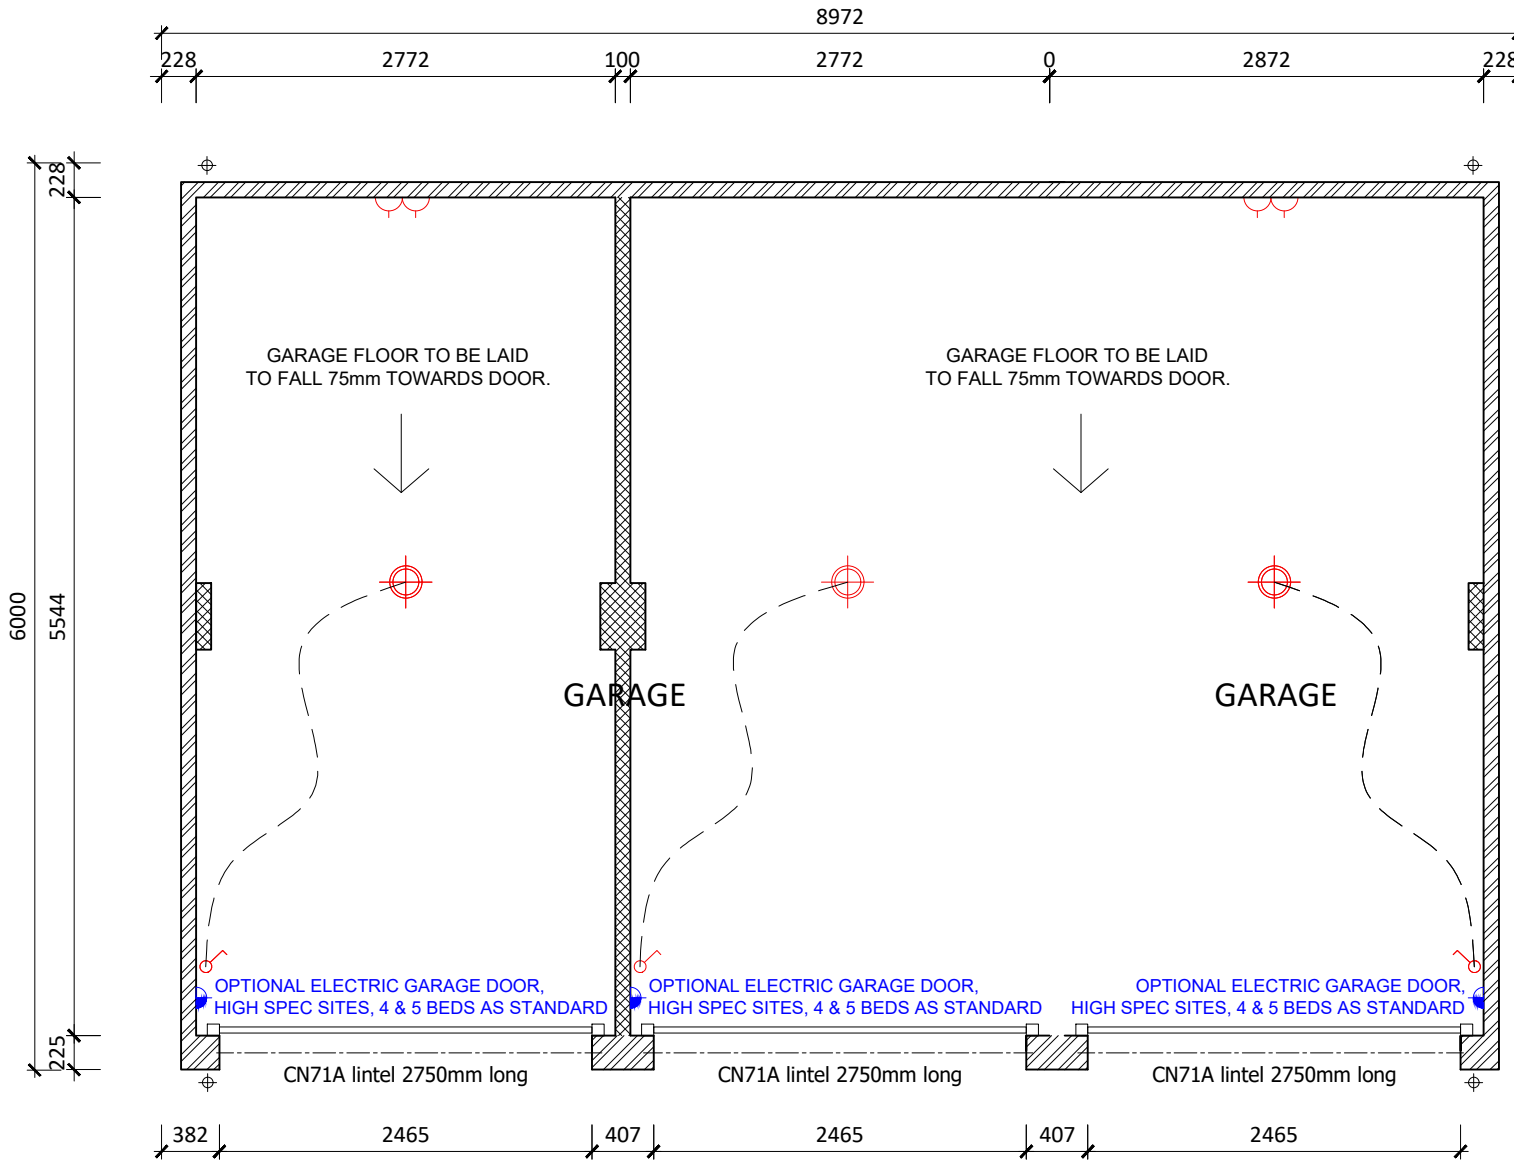 8972
228 2772 100 2772 0 2872 228
228
6000
5544
225
GARAGE FLOOR TO BE LAID
TO FALL 75mm TOWARDS DOOR.
GARAGE FLOOR TO BE LAID
TO FALL 75mm TOWARDS DOOR.
GARAGE
GARAGE
OPTIONAL ELECTRIC GARAGE DOOR,
HIGH SPEC SITES, 4 & 5 BEDS AS STANDARD
OPTIONAL ELECTRIC GARAGE DOOR,
HIGH SPEC SITES, 4 & 5 BEDS AS STANDARD
OPTIONAL ELECTRIC GARAGE DOOR,
HIGH SPEC SITES, 4 & 5 BEDS AS STANDARD
CN71A lintel 2750mm long
CN71A lintel 2750mm long
CN71A lintel 2750mm long
382 2465 407 2465 407 2465